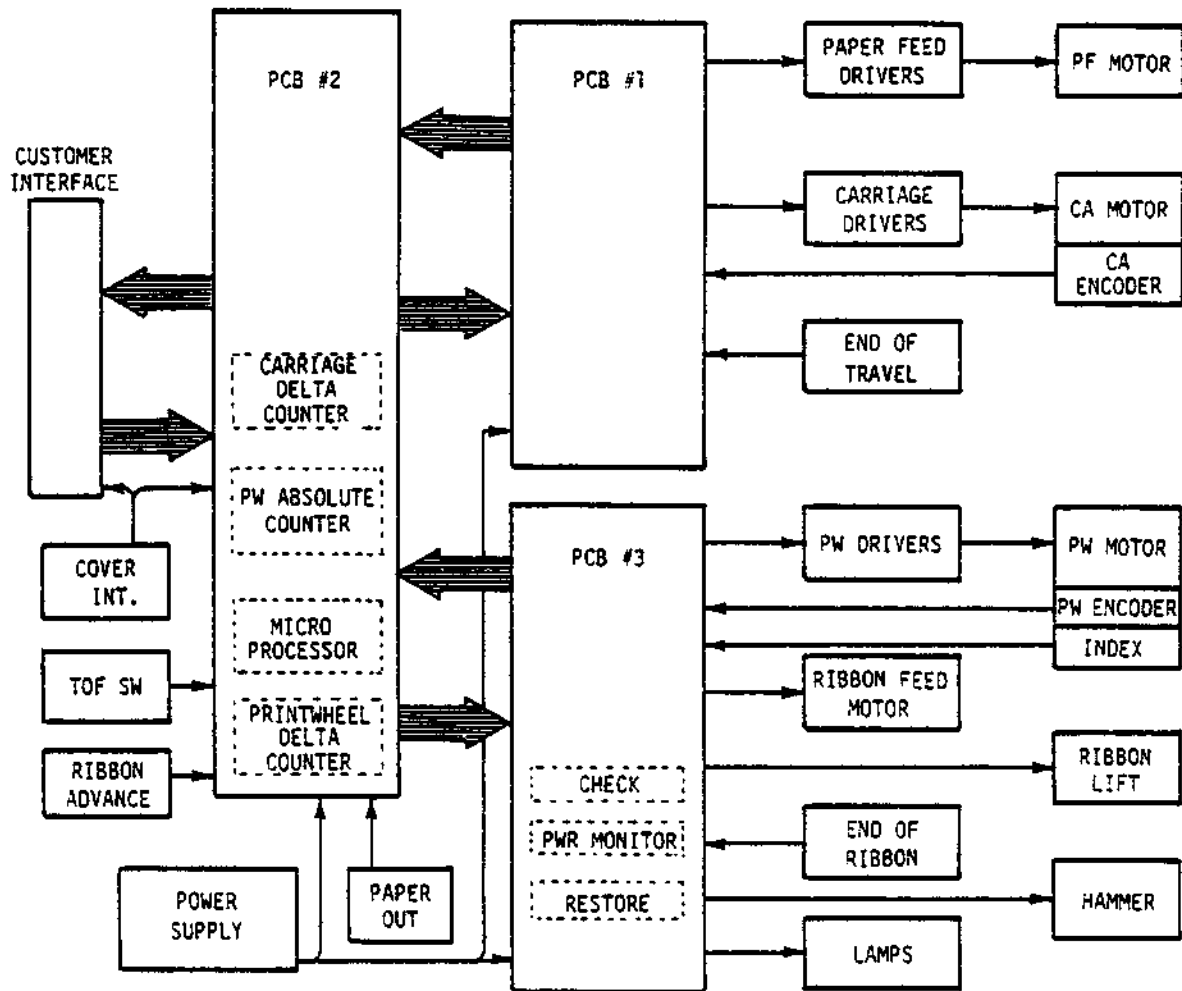 PCB #2
PCB #1
PAPER FEED
DRIVERS
PF MOTOR
CUSTOMER
INTERFACE
CARRIAGE
DRIVERS
CA MOTOR
CA
ENCODER
END OF
TRAVEL
CARRIAGE
DELTA
COUNTER
PW ABSOLUTE
COUNTER
MICRO
PROCESSOR
PRINTWHEEL
DELTA
COUNTER
COVER
INT.
TOF SW
RIBBON
ADVANCE
POWER
SUPPLY
PAPER
OUT
PCB #3
CHECK
PWR MONITOR
RESTORE
PW DRIVERS
PW MOTOR
PW ENCODER
INDEX
RIBBON FEED
MOTOR
RIBBON
LIFT
END OF
RIBBON
HAMMER
LAMPS